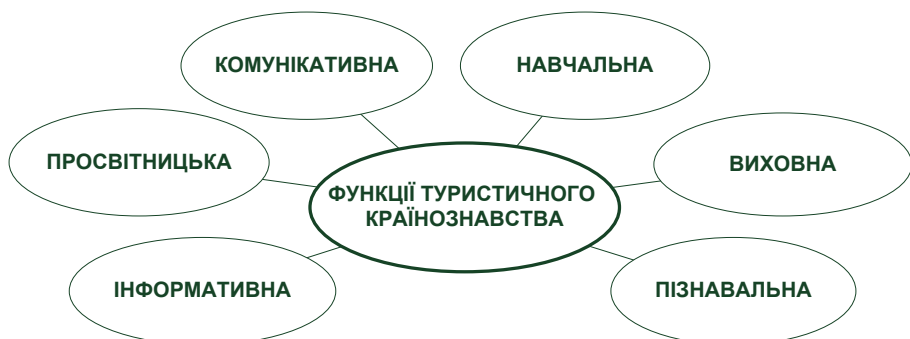 КОМУНІКАТИВНА
НАВЧАЛЬНА
ПРОСВІТНИЦЬКА
ВИХОВНА
ФУНКЦІЇ ТУРИСТИЧНОГО
КРАЇНОЗНАВСТВА
ІНФОРМАТИВНА
ПІЗНАВАЛЬНА